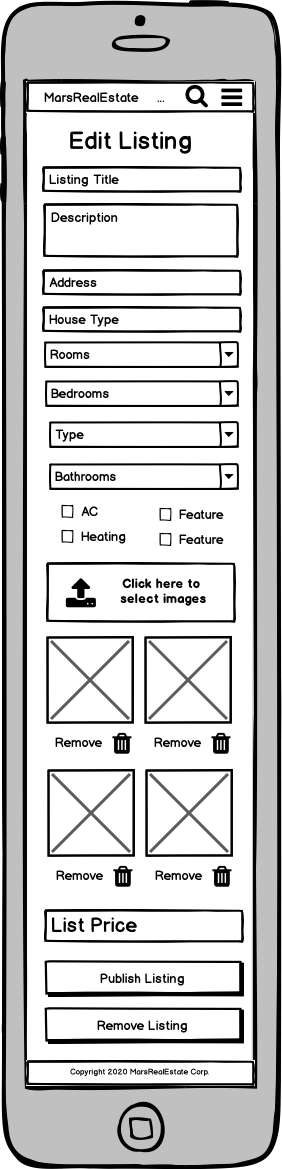 MarsRealEstate ...
Edit Listing
Listing Title
Description
Address
House Type
Rooms
Bedrooms
Type
Bathrooms
AC
Feature
Heating
Feature
Click here to
select images
Remove
Remove
Remove
Remove
List Price
Publish Listing
Remove Listing
Copyright 2020 MarsRealEstate Corp.